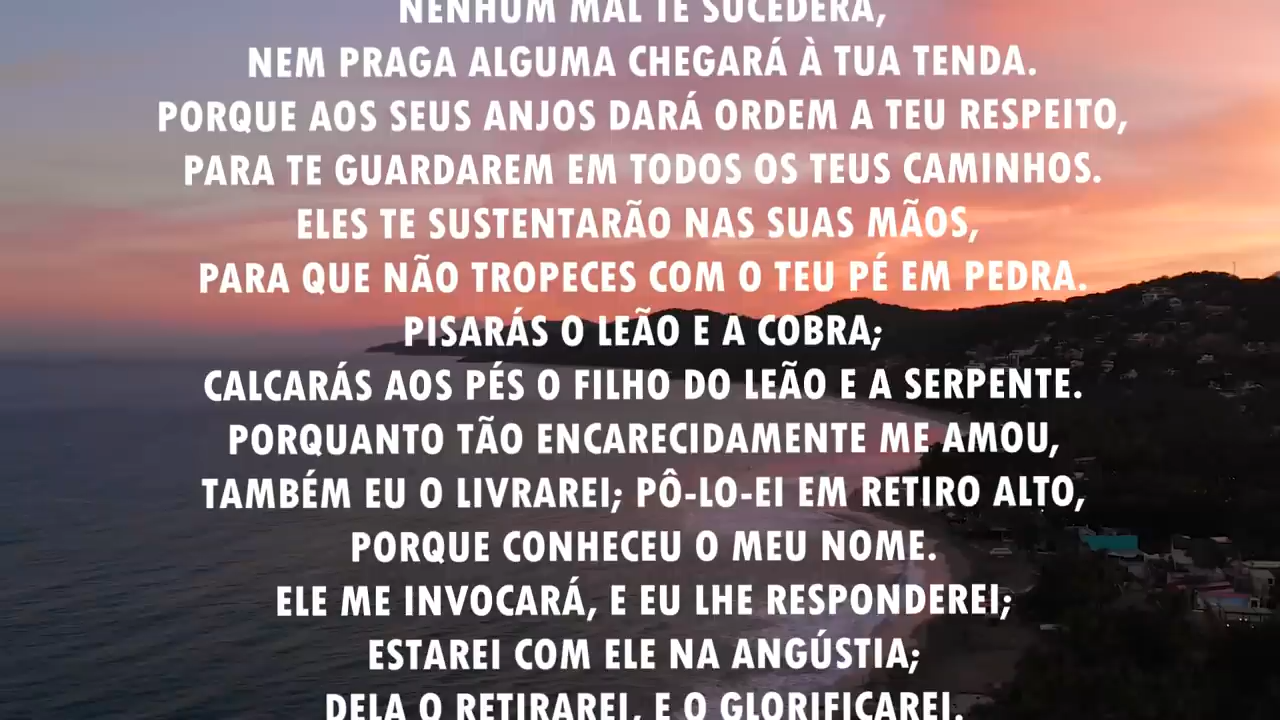 NENHUM MAL TE SUCEDERÁ,
NEM PRAGA ALGUMA CHEGARÁ À TUA TENDA.
PORQUE AOS SEUS ANJOS DARÁ ORDEM A TEU RESPEITO,
PARA TE GUARDAREM EM TODOS OS TEUS CAMINHOS.
ELES TE SUSTENTARÃO NAS SUAS MÃOS,
PARA QUE NÃO TROPECES COM O TEU PÉ EM PEDRA.
PISARÁS O LEÃO E A COBRA;
CALCARÁS AOS PÉS O FILHO DO LEÃO E A SERPENTE.
PORQUANTO TÃO ENCARECIDAMENTE ME AMOU,
TAMBÉM EU O LIVRAREI; PÔ-LO-EI EM RETIRO ALTO,
PORQUE CONHECEU O MEU NOME.
ELE ME INVOCARÁ, E EU LHE RESPONDEREI;
ESTAREI COM ELE NA ANGÚSTIA;
DELA O RETIRAREI, E O GLORIFICAREI.